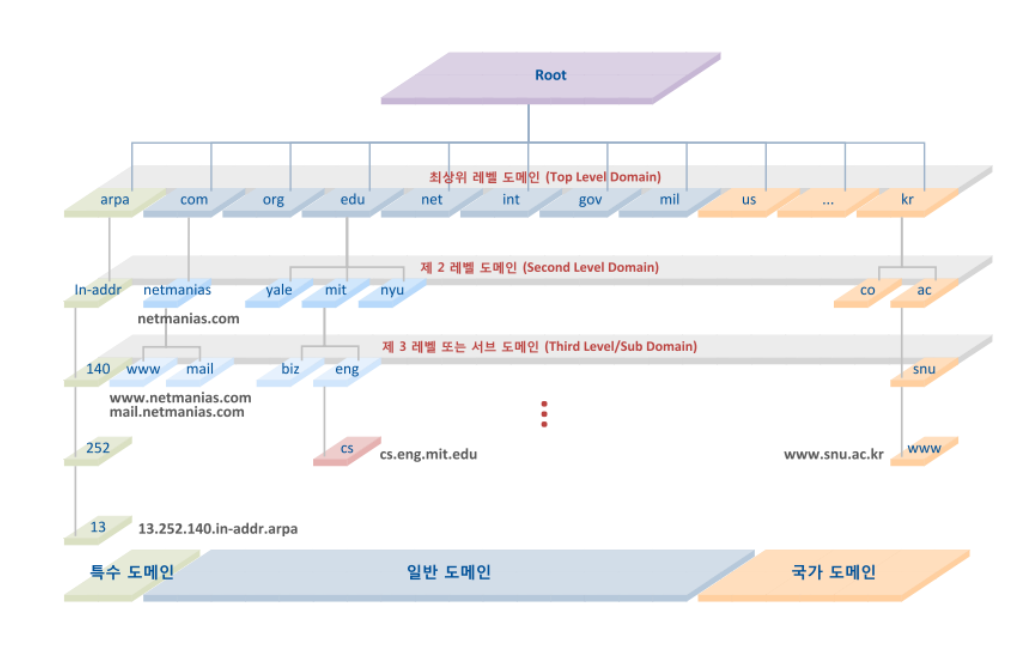 Root
최상위 레벨 도메인 (Top Level Domain)
arpa com org edu net int gov mil us ... kr
제 2 레벨 도메인 (Second Level Domain)
In-addr netmanias yale mit nyu co ac
netmanias.com
제 3 레벨 또는 서브 도메인 (Third Level/Sub Domain)
140 www mail biz eng snu
www.netmanias.com
mail.netmanias.com
252 cs cs.eng.mit.edu www.snu.ac.kr www
13 13.252.140.in-addr.arpa
특수 도메인 일반 도메인 국가 도메인